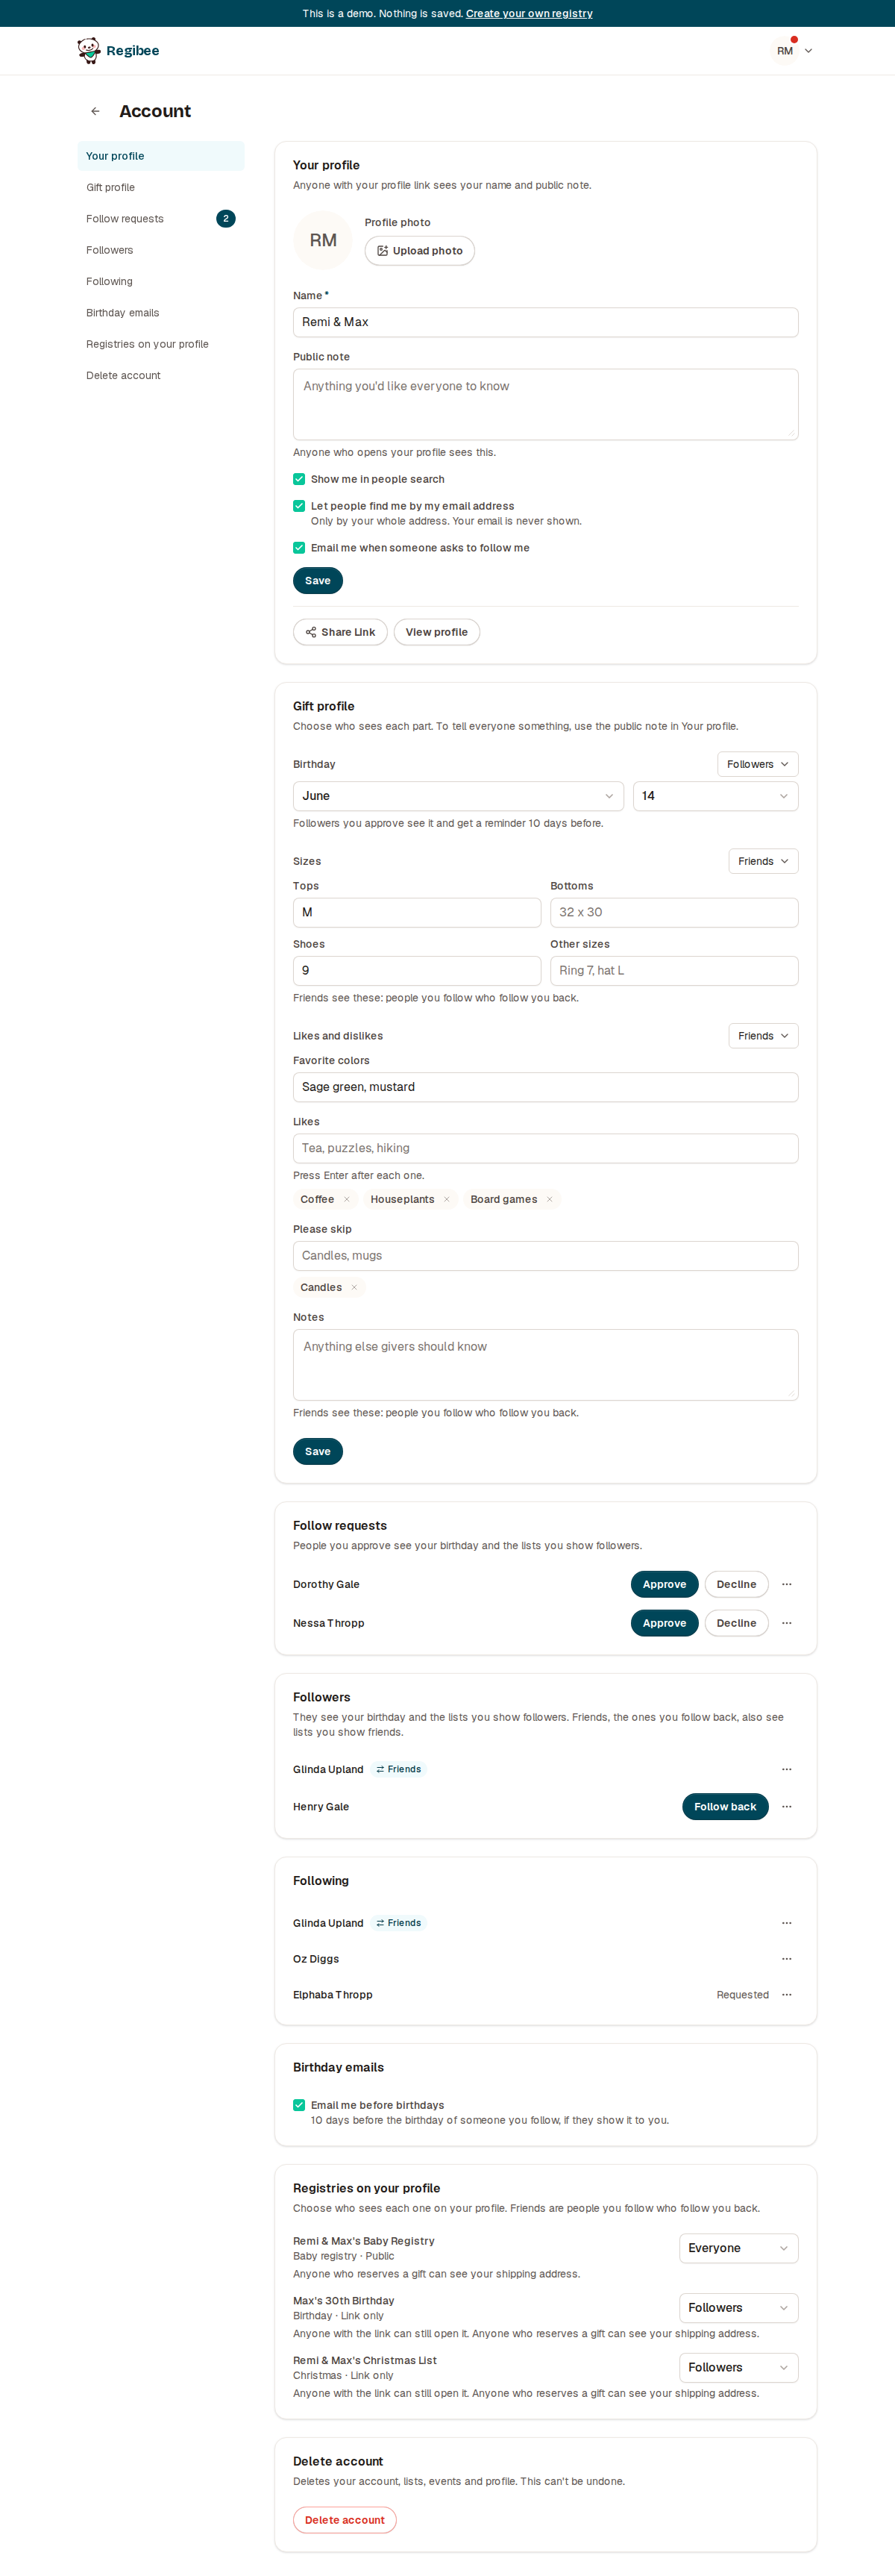 This is a demo. Nothing is saved. Create your own registry
Regibee
RM
Account
Your profile
Gift profile
Follow requests 2
Followers
Following
Birthday emails
Registries on your profile
Delete account
Your profile
Anyone with your profile link sees your name and public note.
RM
Profile photo
Upload photo
Name *
Remi & Max
Public note
Anything you'd like everyone to know
Anyone who opens your profile sees this.
Show me in people search
Let people find me by my email address
Only by your whole address. Your email is never shown.
Email me when someone asks to follow me
Save
Share Link View profile
Gift profile
Choose who sees each part. To tell everyone something, use the public note in Your profile.
Birthday Followers
June 14
Followers you approve see it and get a reminder 10 days before.
Sizes Friends
Tops Bottoms
M 32 x 30
Shoes Other sizes
9 Ring 7, hat L
Friends see these: people you follow who follow you back.
Likes and dislikes Friends
Favorite colors
Sage green, mustard
Likes
Tea, puzzles, hiking
Press Enter after each one.
Coffee Houseplants Board games
Please skip
Candles, mugs
Candles
Notes
Anything else givers should know
Friends see these: people you follow who follow you back.
Save
Follow requests
People you approve see your birthday and the lists you show followers.
Dorothy Gale Approve Decline
Nessa Thropp Approve Decline
Followers
They see your birthday and the lists you show followers. Friends, the ones you follow back, also see
lists you show friends.
Glinda Upland Friends
Henry Gale Follow back
Following
Glinda Upland Friends
Oz Diggs
Elphaba Thropp Requested
Birthday emails
Email me before birthdays
10 days before the birthday of someone you follow, if they show it to you.
Registries on your profile
Choose who sees each one on your profile. Friends are people you follow who follow you back.
Remi & Max's Baby Registry Everyone
Baby registry · Public
Anyone who reserves a gift can see your shipping address.
Max's 30th Birthday Followers
Birthday · Link only
Anyone with the link can still open it. Anyone who reserves a gift can see your shipping address.
Remi & Max's Christmas List Followers
Christmas · Link only
Anyone with the link can still open it. Anyone who reserves a gift can see your shipping address.
Delete account
Deletes your account, lists, events and profile. This can't be undone.
Delete account